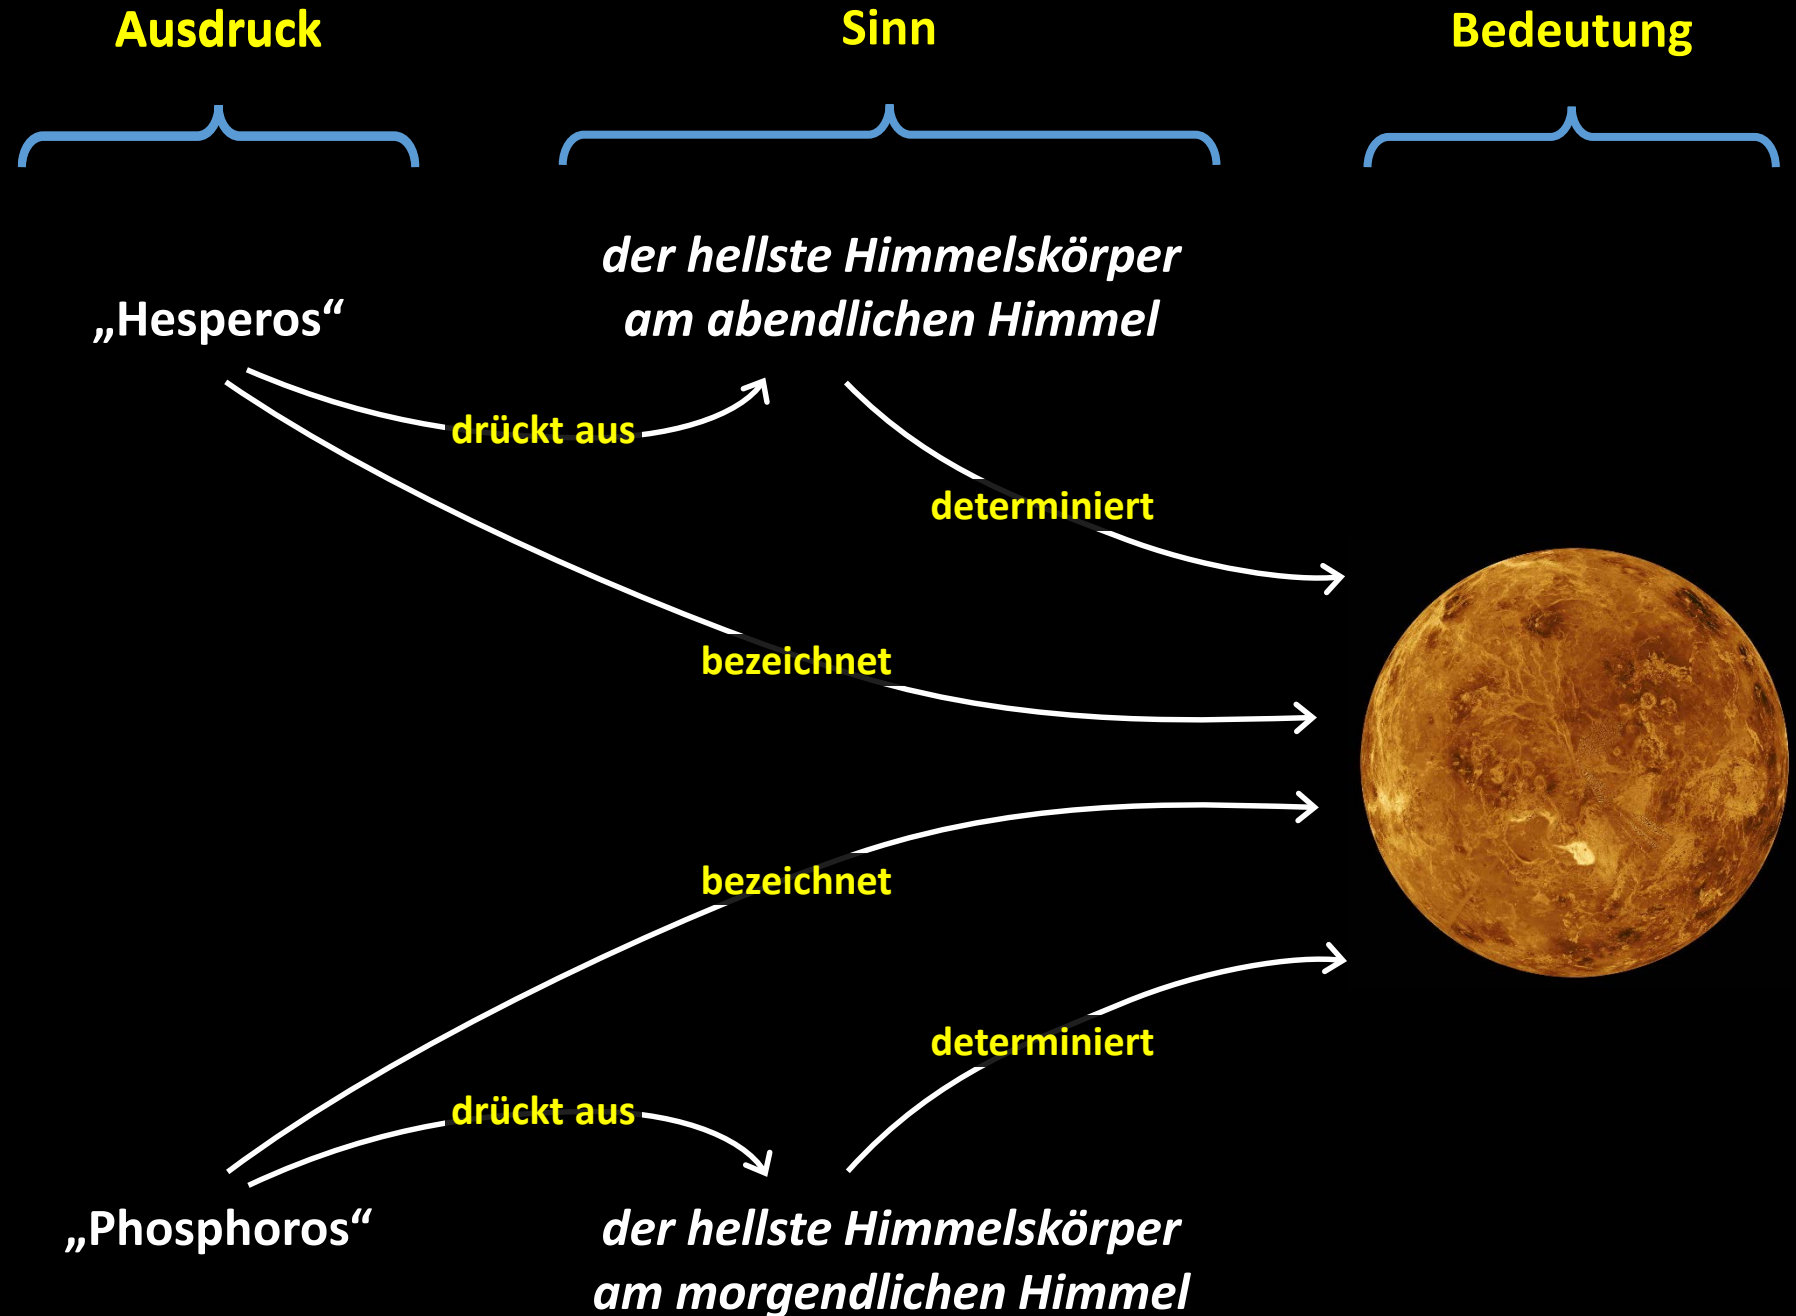 Ausdruck
Sinn
Bedeutung
der hellste Himmelskörper
„Hesperos“
am abendlichen Himmel
drückt aus
determiniert
bezeichnet
bezeichnet
determiniert
drückt aus
„Phosphoros“
der hellste Himmelskörper
am morgendlichen Himmel